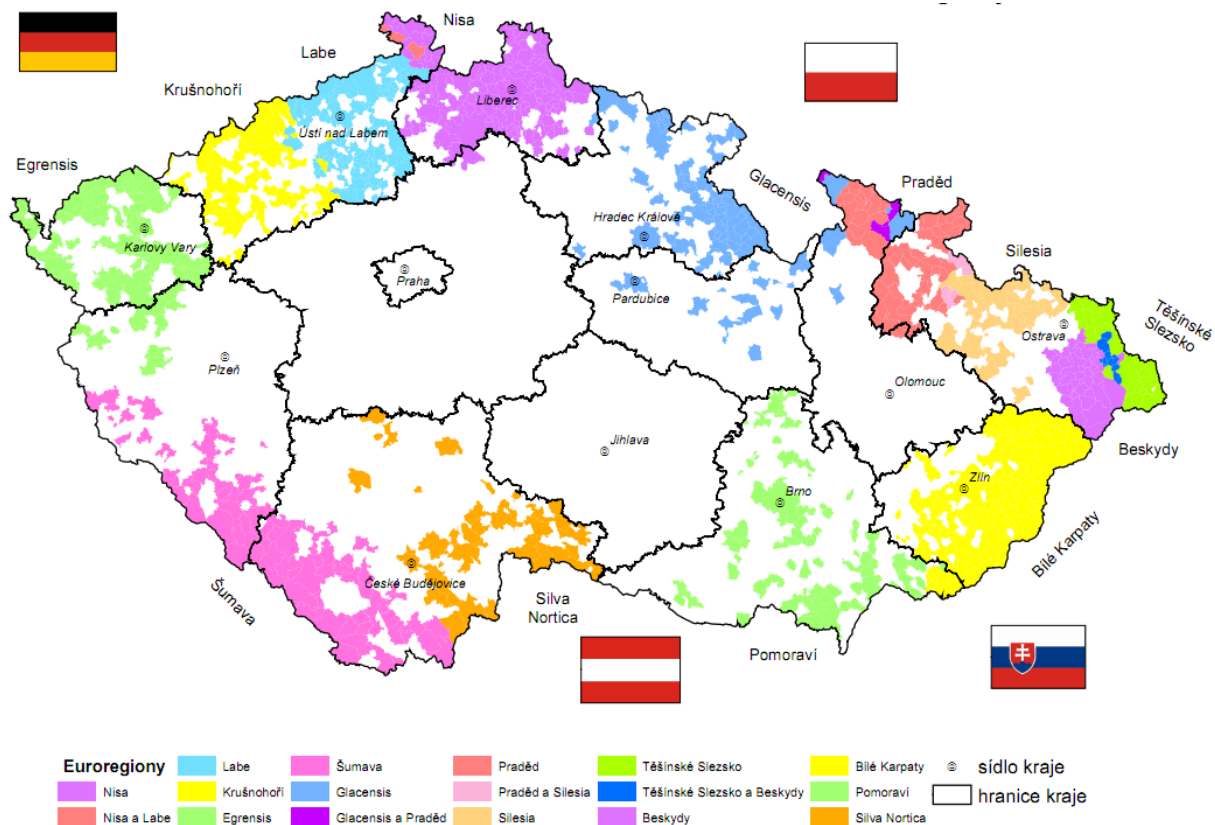 Nisa
Labe
Krušnohoří
Liberec
Ústí nad Labem
Egrensis
Glacensis
Praděd
Hradec Králové
Karlovy Vary
Silesia
Praha
Pardubice
Těšínské
Slezsko
Ostrava
Plzeň
Olomouc
Jihlava
Beskydy
Zlín
Brno
Bílé Karpaty
České Budějovice
Šumava
Silva
Nortica
Pomoraví
Euroregiony
Labe
Šumava
Praděd
Těšínské Slezsko
Bílé Karpaty
sídlo kraje
Nisa
Krušnohoří
Glacensis
Praděd a Silesia
Těšínské Slezsko a Beskydy
Pomoraví
hranice kraje
Nisa a Labe
Egrensis
Glacensis a Praděd
Silesia
Beskydy
Silva Nortica